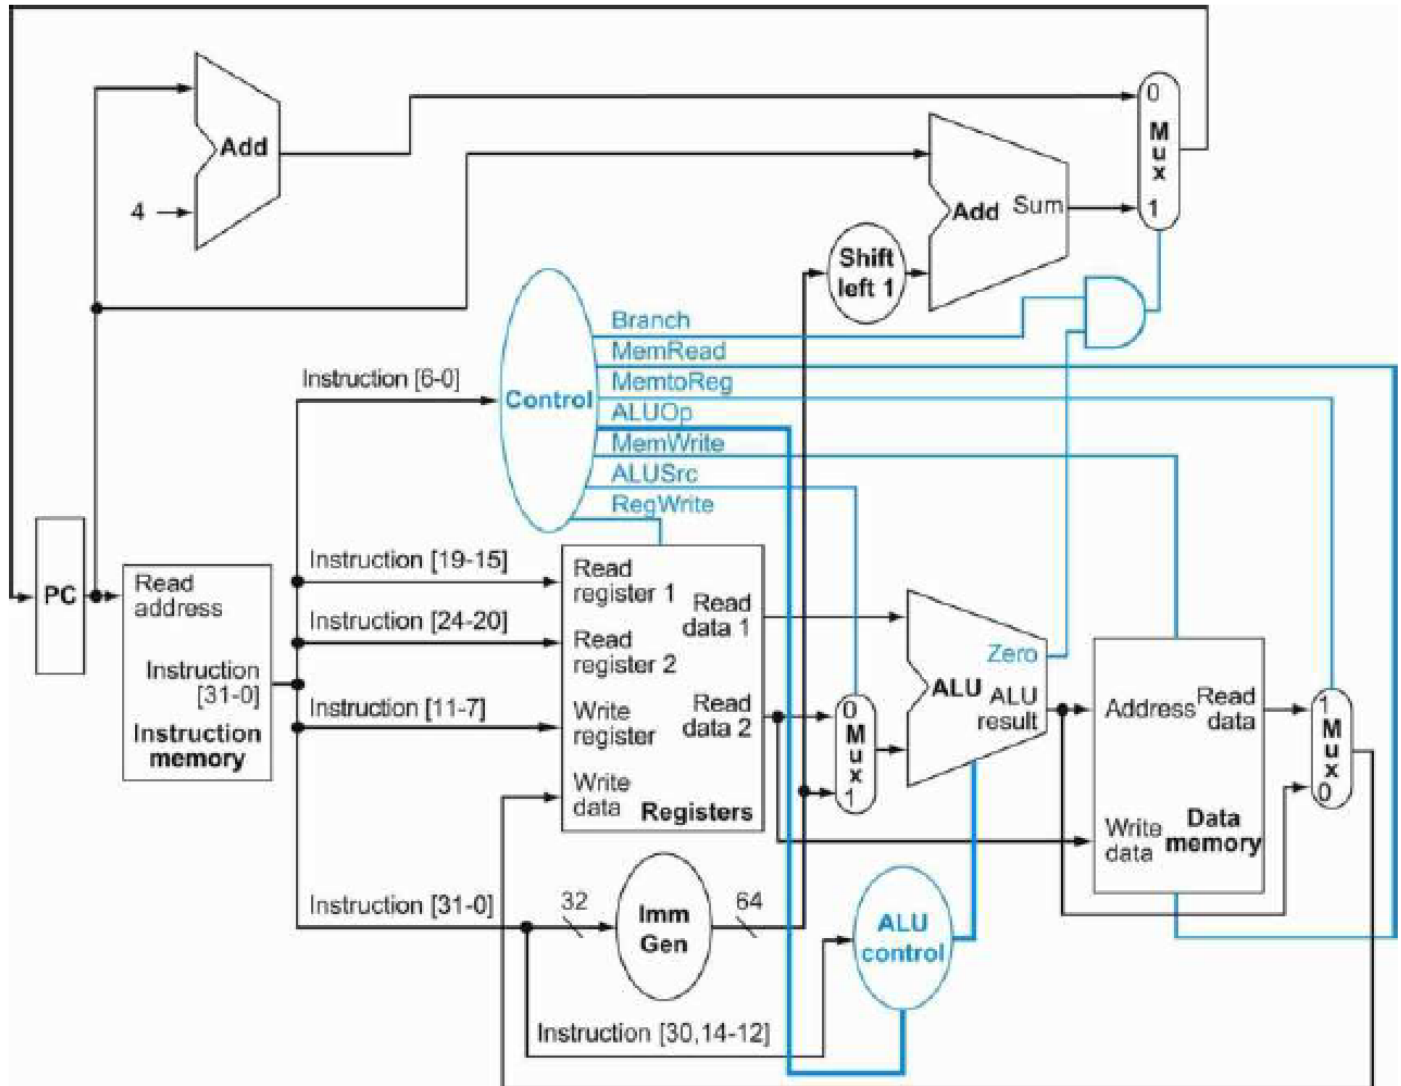 0
M
u
x
1
Add
4
Add Sum
Shift
left 1
Branch
MemRead
MemtoReg
ALUOp
MemWrite
ALUSrc
RegWrite
Instruction [6-0]
Control
PC
Read
address
Instruction
[31-0]
Instruction
memory
Instruction [19-15]
Instruction [24-20]
Instruction [11-7]
Read
register 1
Read
data 1
Read
register 2
Write
register
Read
data 2
Write
data
Registers
0
M
u
x
1
Zero
ALU
ALU
result
Address
Read
data
Write
data
Data
memory
1
M
u
x
0
Instruction [31-0]
32
Imm
Gen
64
ALU
control
Instruction [30,14-12]